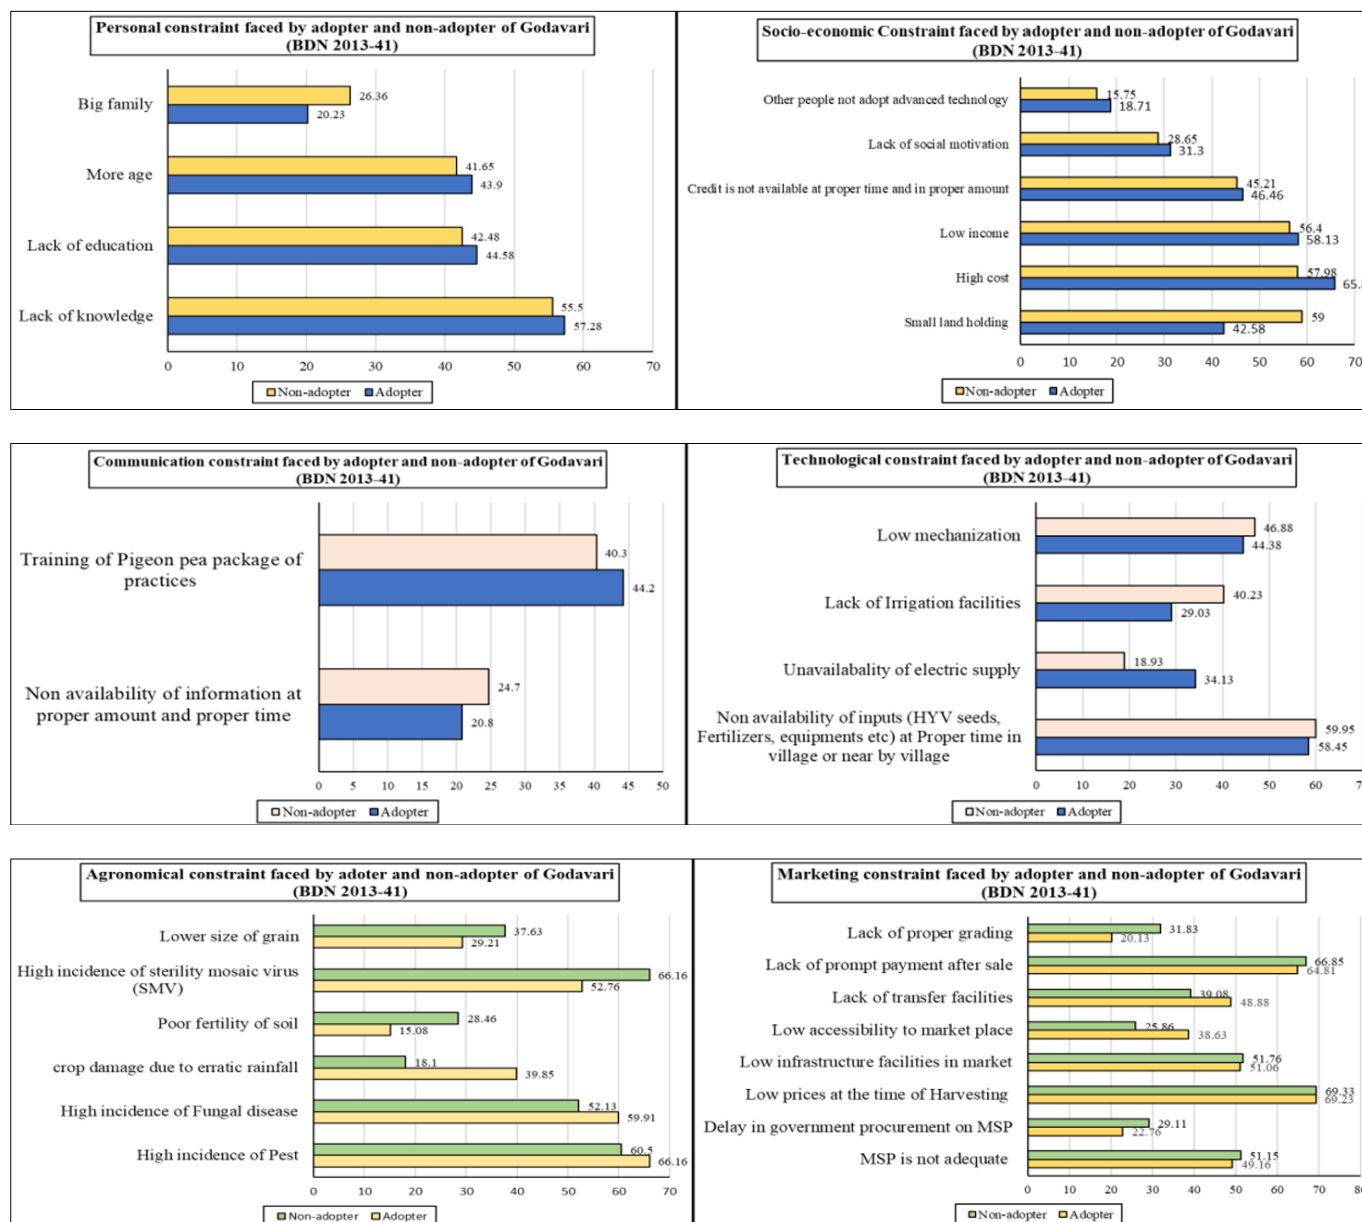 Personal constraint faced by adopter and non-adopter of Godavari
(BDN 2013-41)
Big family
26.36
20.23
More age
41.65
43.9
Lack of education
42.48
44.58
Lack of knowledge
55.5
57.28
0 10 20 30 40 50 60 70
Non-adopter Adopter
Socio-economic Constraint faced by adopter and non-adopter of Godavari
(BDN 2013-41)
Other people not adopt advanced technology
15.75
18.71
Lack of social motivation
28.65
31.3
Credit is not available at proper time and in proper amount
45.21
46.46
Low income
56.4
58.13
High cost
57.98
Small land holding
59
42.58
0 10 20 30 40 50 60 70
Non-adopter Adopter
Communication constraint faced by adopter and non-adopter of Godavari
(BDN 2013-41)
Training of Pigeon pea package of
practices
40.3
44.2
Non availability of information at
proper amount and proper time
24.7
20.8
0 5 10 15 20 25 30 35 40 45 50
Non-adopter Adopter
Technological constraint faced by adopter and non-adopter of Godavari
(BDN 2013-41)
Low mechanization
46.88
44.38
Lack of Irrigation facilities
40.23
29.03
Unavailabality of electric supply
18.93
34.13
Non availability of inputs (HYV seeds,
Fertilizers, equipments etc) at Proper time in
village or near by village
59.95
58.45
0 10 20 30 40 50 60
Non-adopter Adopter
Agronomical constraint faced by adoter and non-adopter of Godavari
(BDN 2013-41)
Lower size of grain
37.63
29.21
High incidence of sterility mosaic virus
(SMV)
66.16
52.76
Poor fertility of soil
28.46
15.08
crop damage due to erratic rainfall
18.1
39.85
High incidence of Fungal disease
52.13
59.91
High incidence of Pest
60.5
66.16
0 10 20 30 40 50 60 70
Non-adopter Adopter
Marketing constraint faced by adopter and non-adopter of Godavari
(BDN 2013-41)
Lack of proper grading
31.83
20.13
Lack of prompt payment after sale
66.85
64.81
Lack of transfer facilities
39.08
48.88
Low accessibility to market place
25.86
38.63
Low infrastructure facilities in market
51.76
51.06
Low prices at the time of Harvesting
69.33
69.23
Delay in government procurement on MSP
29.11
22.76
MSP is not adequate
51.15
49.16
0 10 20 30 40 50 60 70 80
Non-adopter Adopter